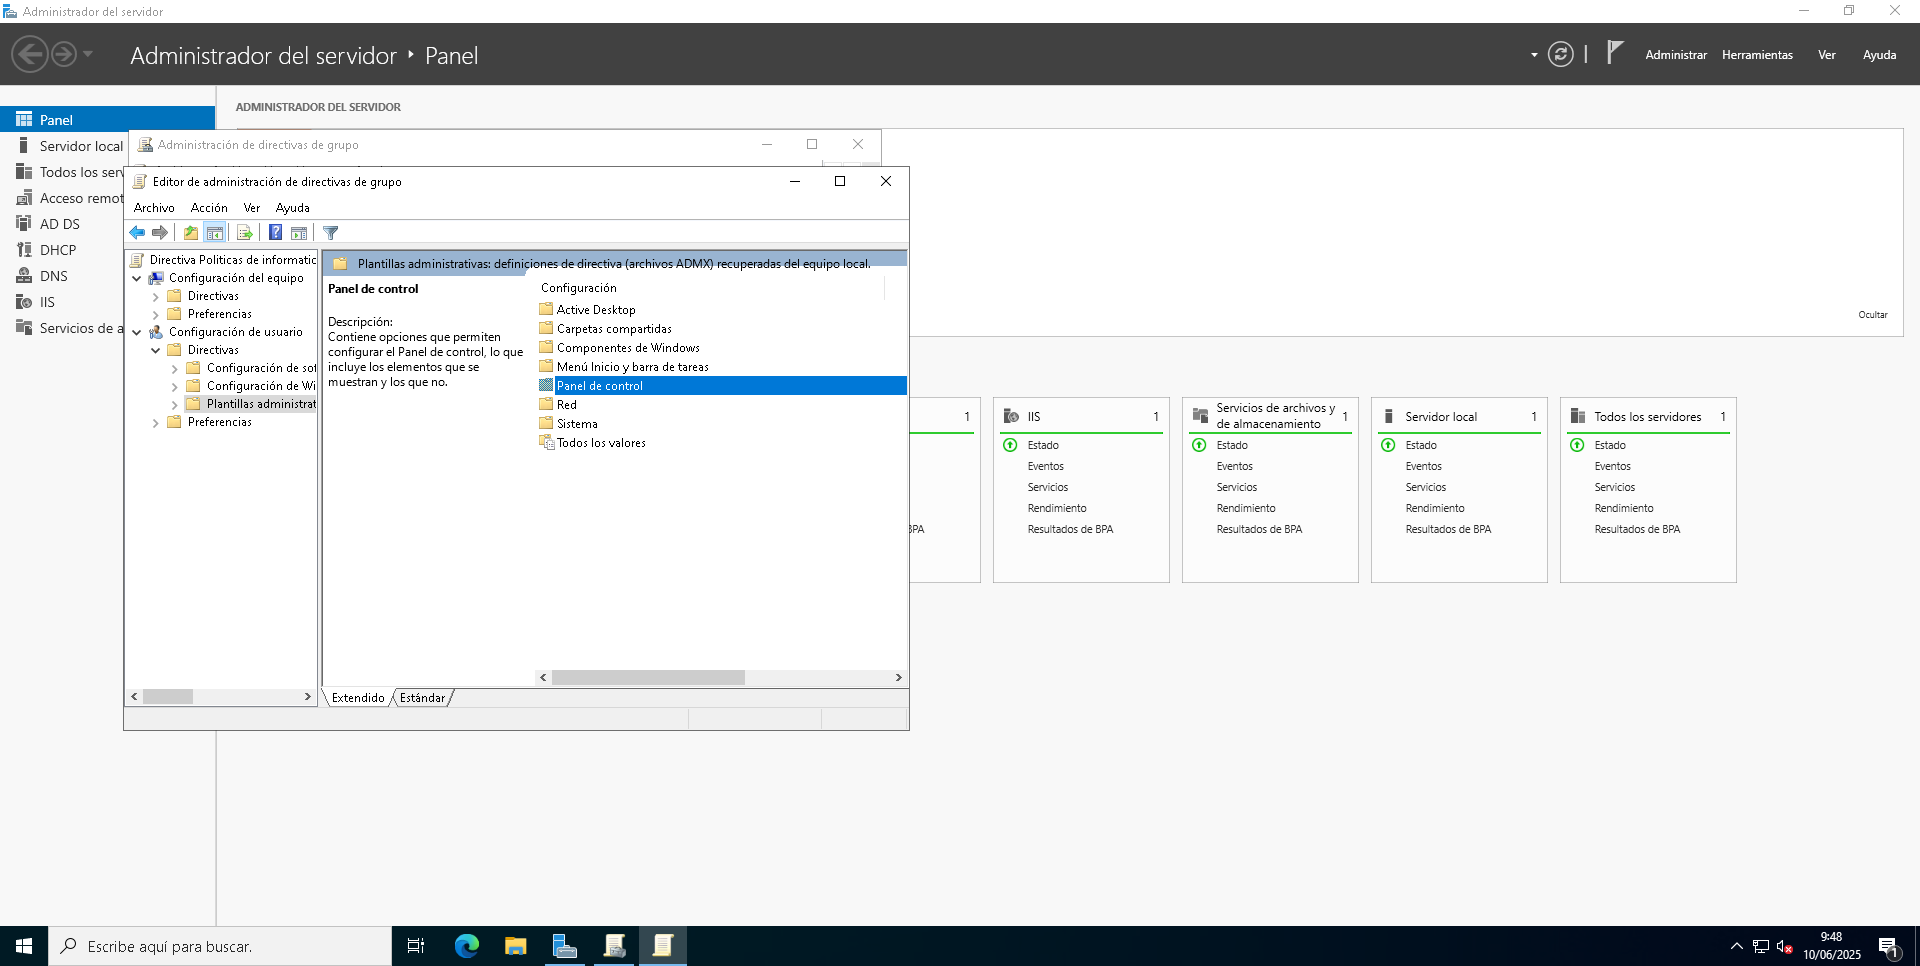 Administrador del servidor
Administrador del servidor ‣ Panel
Administrar
Herramientas
Ver
Ayuda
Panel
Servidor local
Todos los serv
Acceso remot
AD DS
DHCP
DNS
IIS
Servicios de a
ADMINISTRADOR DEL SERVIDOR
Administración de directivas de grupo
Editor de administración de directivas de grupo
Archivo Acción Ver Ayuda
Directiva Politicas de informatic
Configuración del equipo
Directivas
Preferencias
Configuración de usuario
Directivas
Configuración de sof
Configuración de Wi
Plantillas administrat
Preferencias
Plantillas administrativas: definiciones de directiva (archivos ADMX) recuperadas del equipo local.
Panel de control
Descripción:
Contiene opciones que permiten
configurar el Panel de control, lo que
incluye los elementos que se
muestran y los que no.
Configuración
Active Desktop
Carpetas compartidas
Componentes de Windows
Menú Inicio y barra de tareas
Panel de control
Red
Sistema
Todos los valores
Extendido
Estándar
Ocultar
1
BPA
IIS 1
Estado
Eventos
Servicios
Rendimiento
Resultados de BPA
Servicios de archivos y
de almacenamiento 1
Estado
Eventos
Servicios
Rendimiento
Resultados de BPA
Servidor local 1
Estado
Eventos
Servicios
Rendimiento
Resultados de BPA
Todos los servidores 1
Estado
Eventos
Servicios
Rendimiento
Resultados de BPA
Escribe aquí para buscar.
9:48
10/06/2025
1